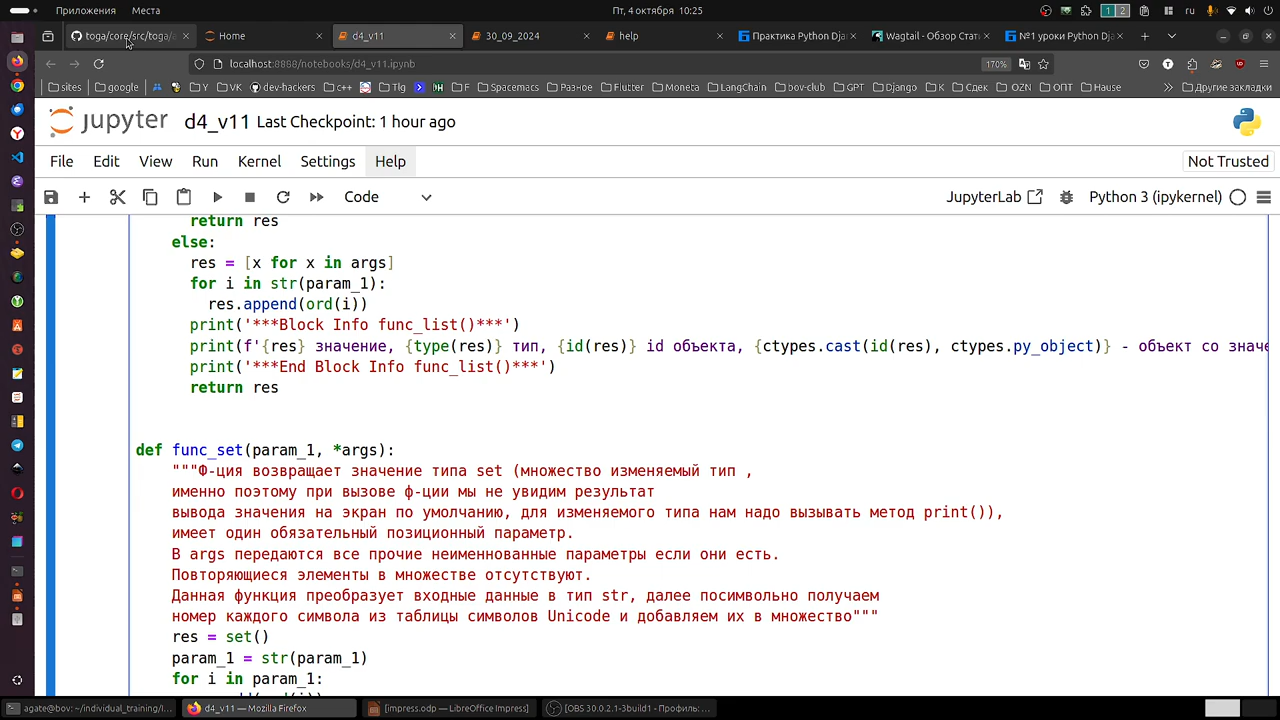 Приложения Места Пт, 4 октября 10:25 1 2 ru
toga/core/src/toga/a Home d4_v11 30_09_2024 help Практика Python Dja Wagtail - Обзор Стат №1 уроки Python Dja
localhost:8888/notebooks/d4_v11.ipynb 170%
sites google Y VK dev-hackers c++ Tlg F Spacemacs Разное Flutter Moneta LangChain bov-club GPT Django K Сдек OZN ОПТ Hause Другие закладки
jupyter d4_v11 Last Checkpoint: 1 hour ago
File Edit View Run Kernel Settings Help Not Trusted
Code JupyterLab Python 3 (ipykernel)
return res
else:
res = [x for x in args]
for i in str(param_1):
res.append(ord(i))
print('***Block Info func_list()***')
print(f'{res} значение, {type(res)} тип, {id(res)} id объекта, {ctypes.cast(id(res), ctypes.py_object)} - объект со значе
print('***End Block Info func_list()***')
return res
def func_set(param_1, *args):
"""Ф-ция возвращает значение типа set (множество изменяемый тип ,
именно поэтому при вызове ф-ции мы не увидим результат
вывода значения на экран по умолчанию, для изменяемого типа нам надо вызывать метод print()),
имеет один обязательный позиционный параметр.
В args передаются все прочие неименнованные параметры если они есть.
Повторяющиеся элементы в множестве отсутствуют.
Данная функция преобразует входные данные в тип str, далее посимвольно получаем
номер каждого символа из таблицы символов Unicode и добавляем их в множество"""
res = set()
param_1 = str(param_1)
for i in param_1:
agate@bov: ~/individual_training/l... d4_v11 — Mozilla Firefox [impress.odp — LibreOffice Impress] [OBS 30.0.2.1-3build1 - Профиль: ...